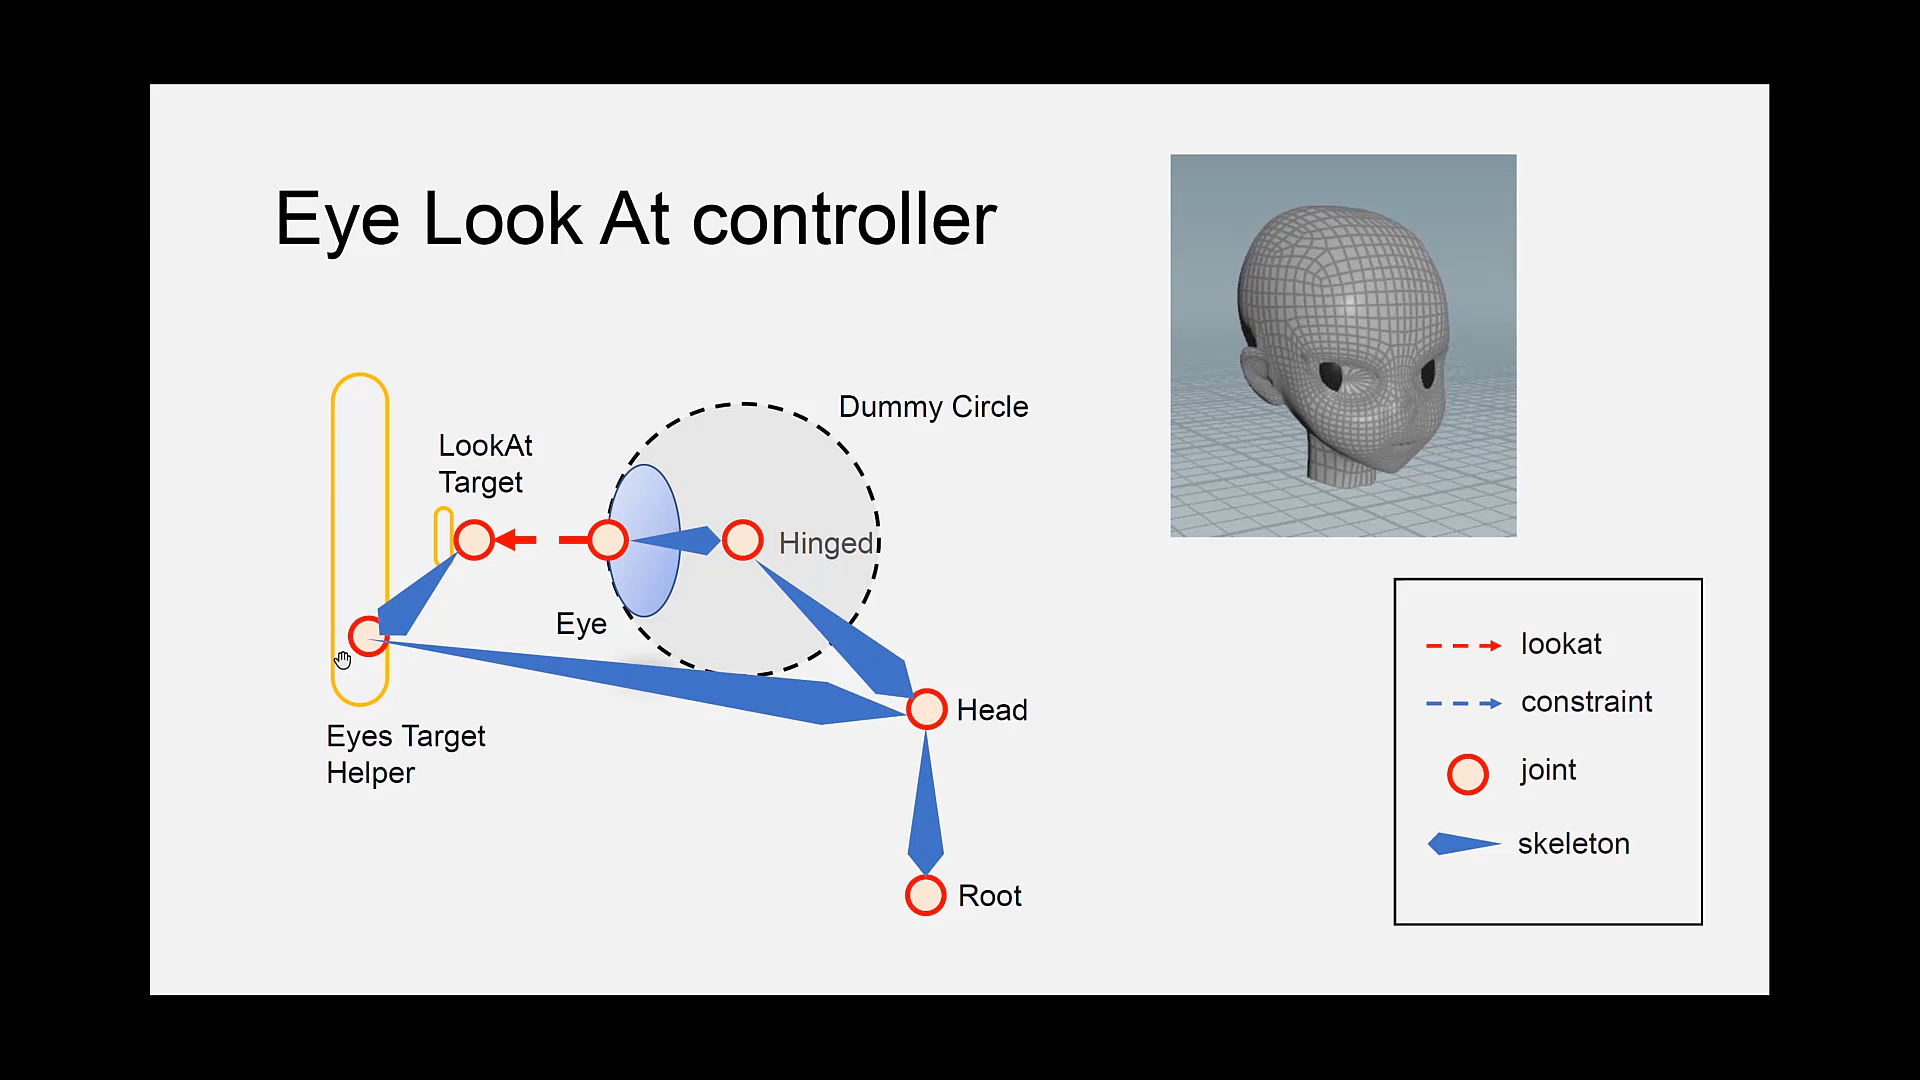 Eye Look At controller
Dummy Circle
LookAt
Target
Hinged
Eye
Head
Eyes Target
Helper
Root
lookat
constraint
joint
skeleton